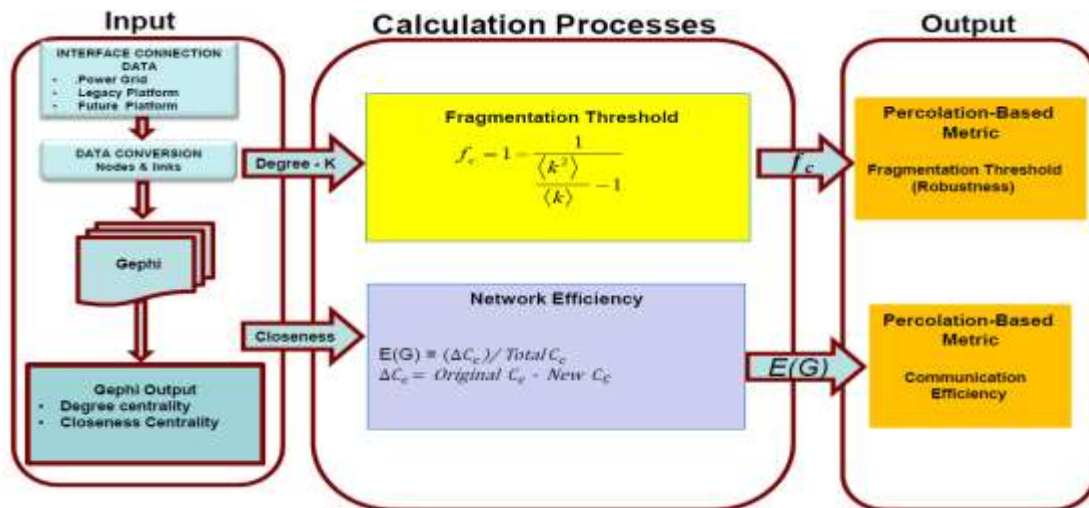 Input
Calculation Processes
Output
INTERFACE CONNECTION
DATA
- .Power Grid
- Legacy Platform
- Future Platform
DATA CONVERSION
Nodes & links
Gephi
Gephi Output
• Degree centrality
• Closeness Centrality
Degree - K
Closeness
Fragmentation Threshold
f_c = 1 - 1 / (⟨k²⟩ / ⟨k⟩ - 1)
Network Efficiency
E(G) = (ΔC_c) / Total C_c
ΔC_c = Original C_c - New C_c
f_c
E(G)
Percolation-Based
Metric
Fragmentation Threshold
(Robustness)
Percolation-Based
Metric
Communication
Efficiency